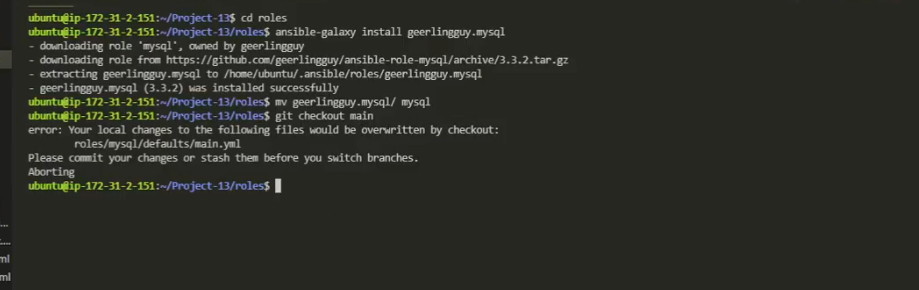 ubuntu@ip-172-31-2-151:~/Project-13$ cd roles
ubuntu@ip-172-31-2-151:~/Project-13/roles$ ansible-galaxy install geerlingguy.mysql
- downloading role 'mysql', owned by geerlingguy
- downloading role from https://github.com/geerlingguy/ansible-role-mysql/archive/3.3.2.tar.gz
- extracting geerlingguy.mysql to /home/ubuntu/.ansible/roles/geerlingguy.mysql
- geerlingguy.mysql (3.3.2) was installed successfully
ubuntu@ip-172-31-2-151:~/Project-13/roles$ mv geerlingguy.mysql/ mysql
ubuntu@ip-172-31-2-151:~/Project-13/roles$ git checkout main
error: Your local changes to the following files would be overwritten by checkout:
roles/mysql/defaults/main.yml
Please commit your changes or stash them before you switch branches.
Aborting
ubuntu@ip-172-31-2-151:~/Project-13/roles$
...
...
ml
ml